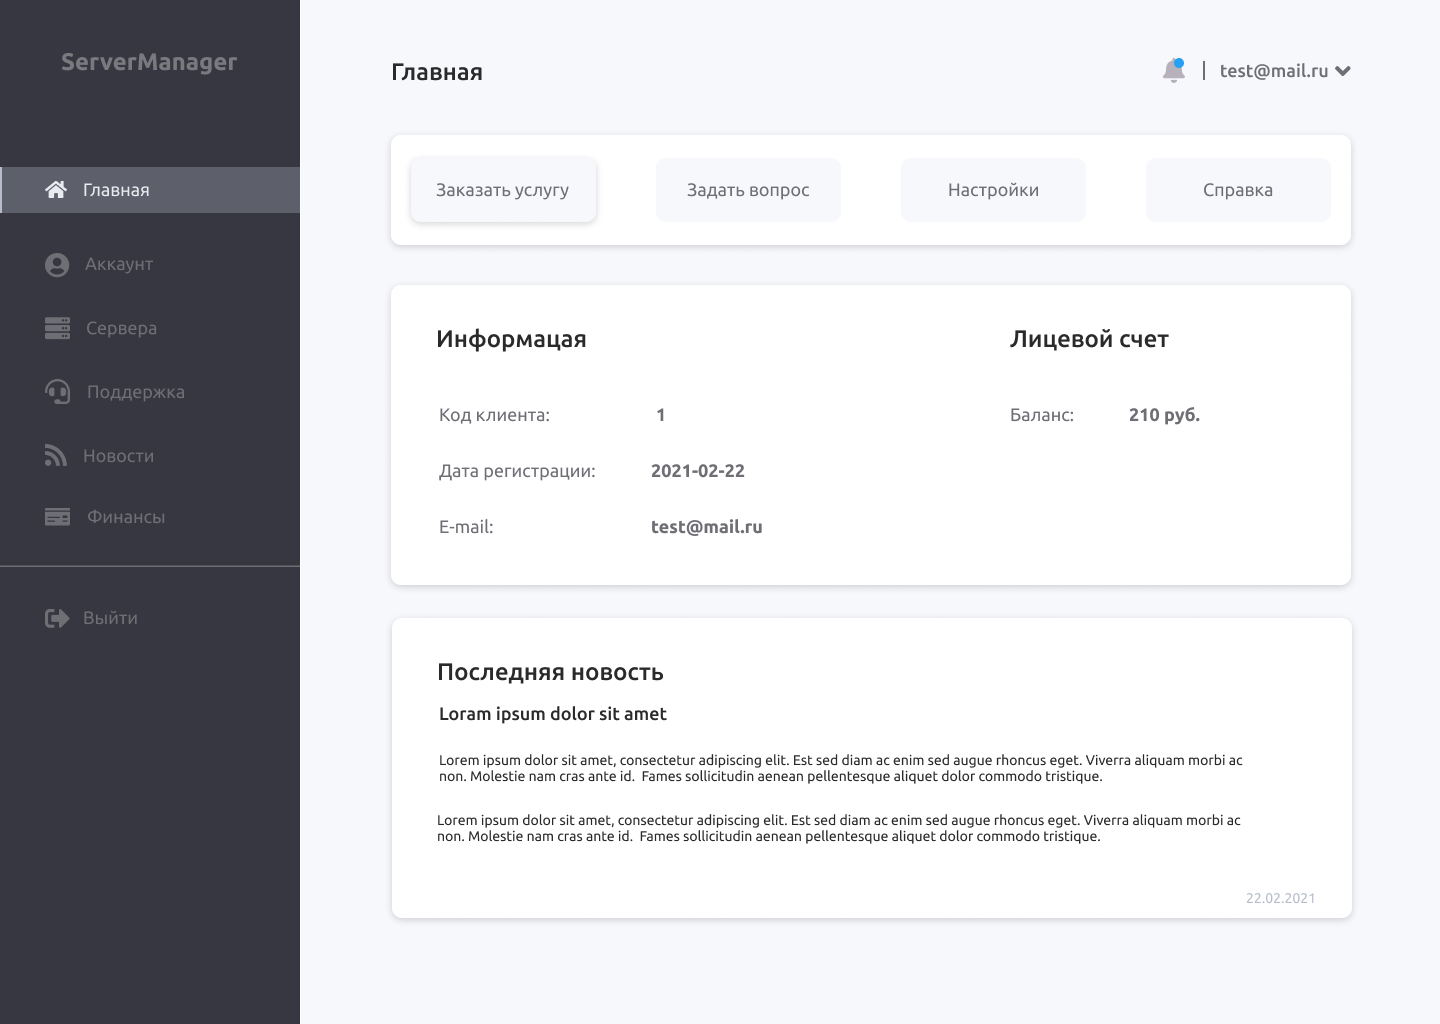 ServerManager
Главная
Аккаунт
Сервера
Поддержка
Новости
Финансы
Выйти
Главная
test@mail.ru
Заказать услугу
Задать вопрос
Настройки
Справка
Информацая
Код клиента: 1
Дата регистрации: 2021-02-22
E-mail: test@mail.ru
Лицевой счет
Баланс: 210 руб.
Последняя новость
Loram ipsum dolor sit amet
Lorem ipsum dolor sit amet, consectetur adipiscing elit. Est sed diam ac enim sed augue rhoncus eget. Viverra aliquam morbi ac
non. Molestie nam cras ante id.  Fames sollicitudin aenean pellentesque aliquet dolor commodo tristique.
Lorem ipsum dolor sit amet, consectetur adipiscing elit. Est sed diam ac enim sed augue rhoncus eget. Viverra aliquam morbi ac
non. Molestie nam cras ante id.  Fames sollicitudin aenean pellentesque aliquet dolor commodo tristique.
22.02.2021